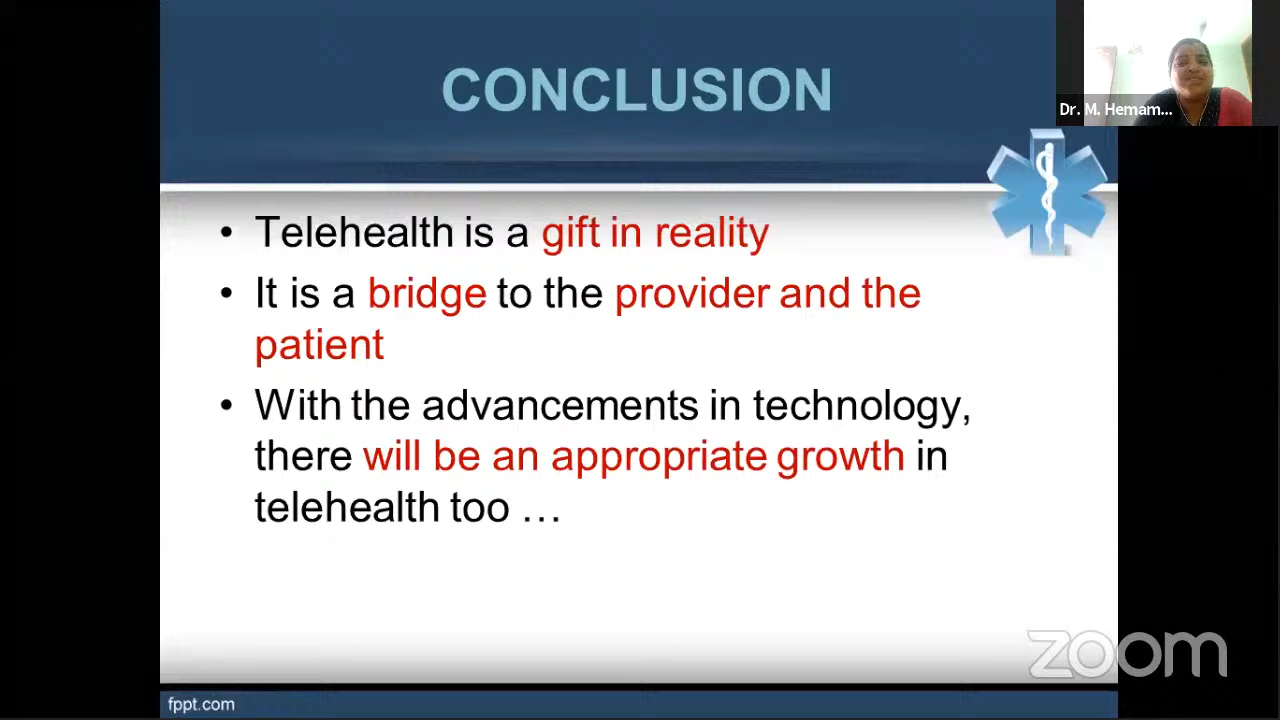 CONCLUSION
Dr. M. Hemam...
• Telehealth is a gift in reality
• It is a bridge to the provider and the
patient
• With the advancements in technology,
there will be an appropriate growth in
telehealth too …
zoom
fppt.com